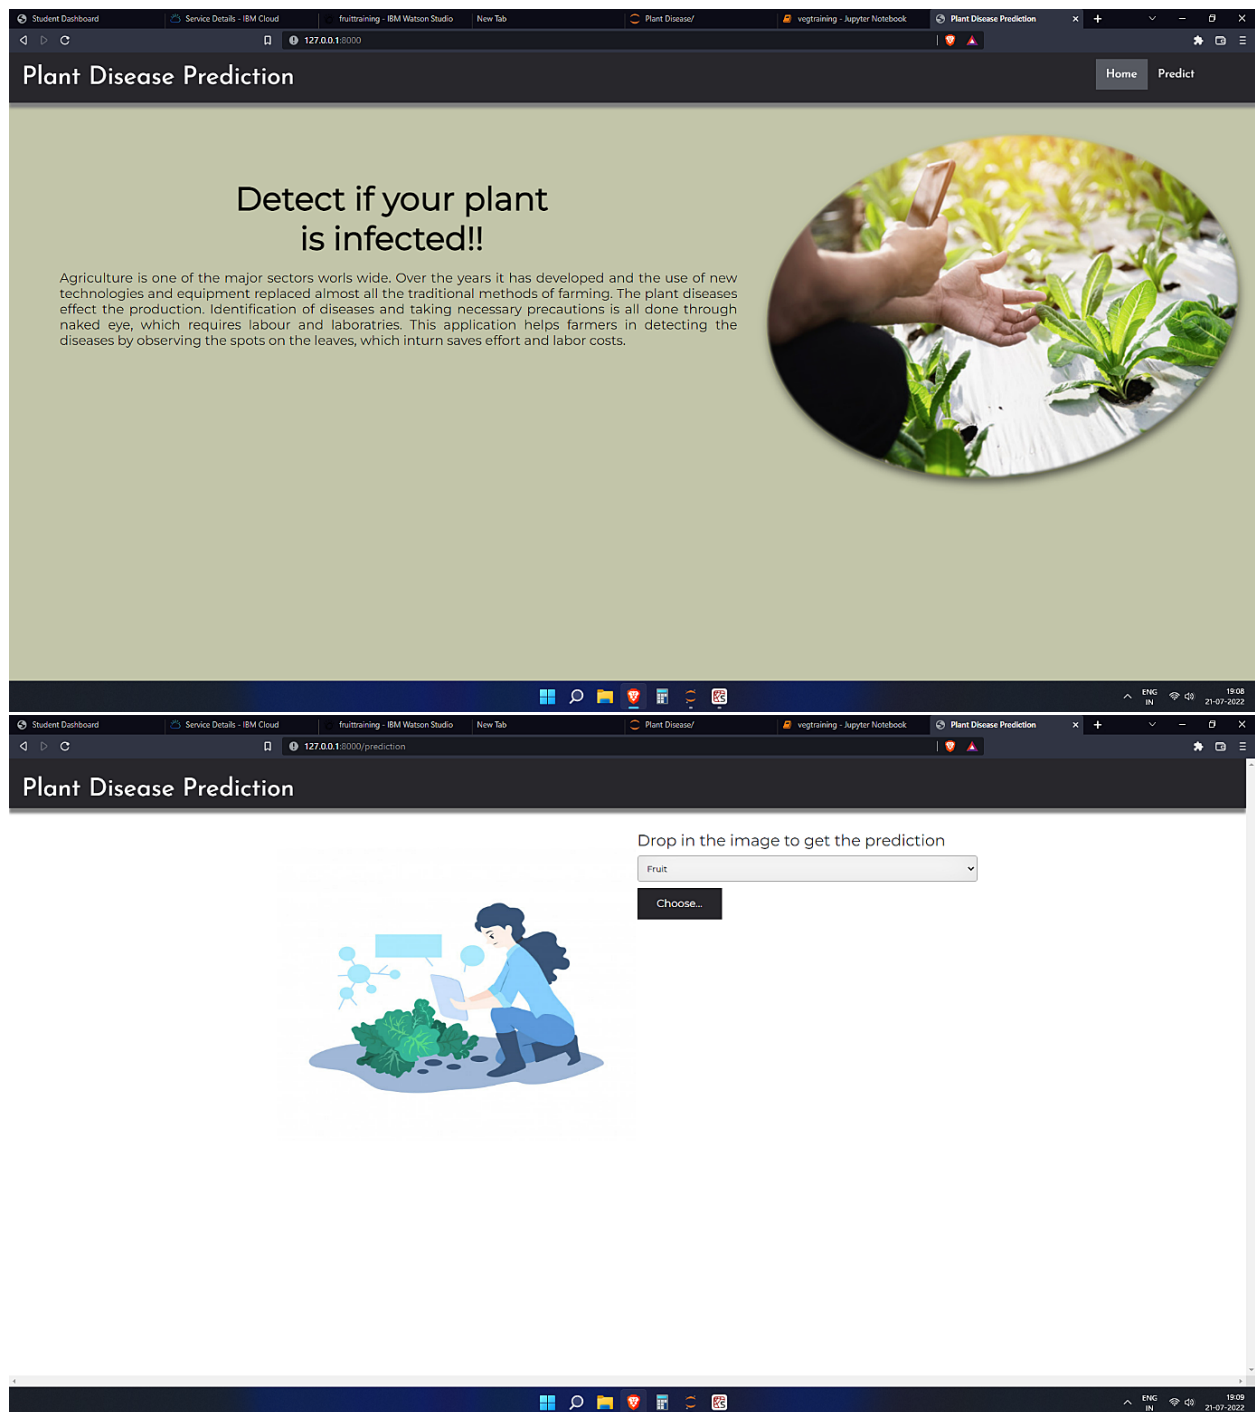 Student Dashboard
Service Details - IBM Cloud
fruittraining - IBM Watson Studio
New Tab
Plant Disease/
vegtraining - Jupyter Notebook
Plant Disease Prediction
127.0.0.1:8000
Plant Disease Prediction
Home
Predict
Detect if your plant
is infected!!
Agriculture is one of the major sectors worls wide. Over the years it has developed and the use of new
technologies and equipment replaced almost all the traditional methods of farming. The plant diseases
effect the production. Identification of diseases and taking necessary precautions is all done through
naked eye, which requires labour and laboratries. This application helps farmers in detecting the
diseases by observing the spots on the leaves, which inturn saves effort and labor costs.
ENG
IN
19:08
21-07-2022
Student Dashboard
Service Details - IBM Cloud
fruittraining - IBM Watson Studio
New Tab
Plant Disease/
vegtraining - Jupyter Notebook
Plant Disease Prediction
127.0.0.1:8000/prediction
Plant Disease Prediction
Drop in the image to get the prediction
Fruit
Choose...
ENG
IN
19:09
21-07-2022